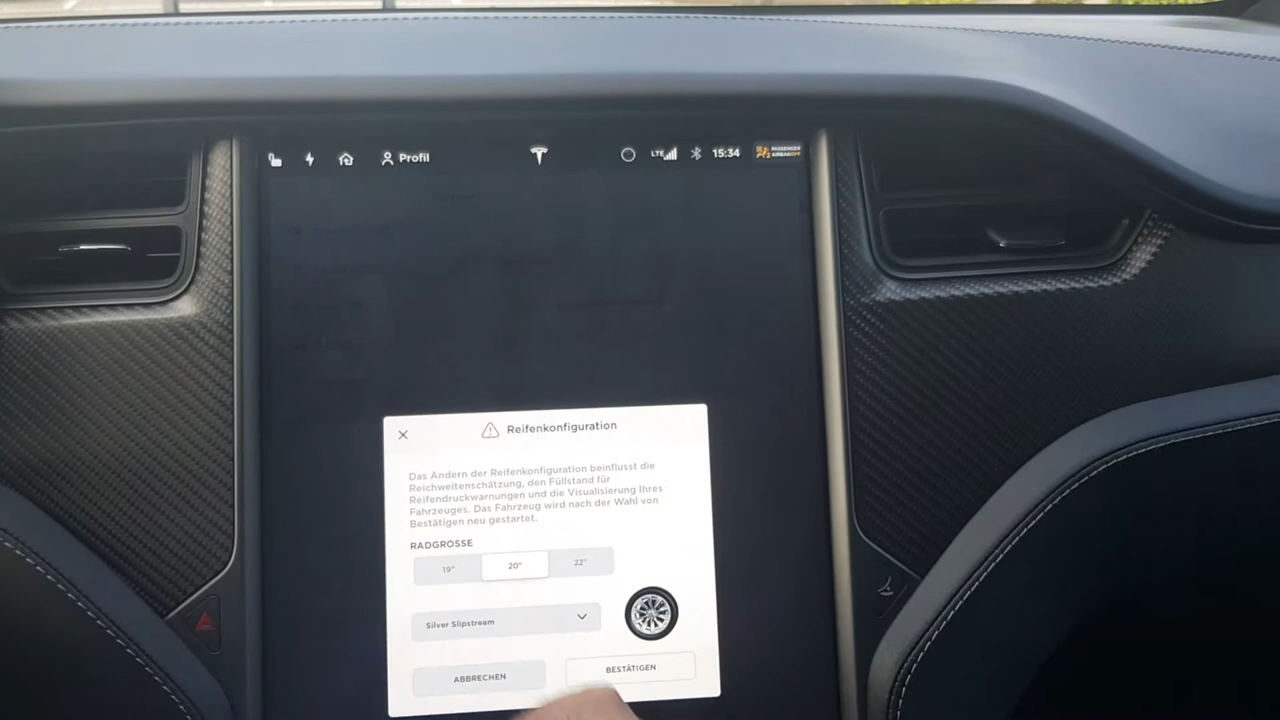 Profil
LTE
15:34
PASSENGER
AIRBAG OFF
Reifenkonfiguration
Das Ändern der Reifenkonfiguration beinflusst die
Reichweitenschätzung, den Füllstand für
Reifendruckwarnungen und die Visualisierung Ihres
Fahrzeuges. Das Fahrzeug wird nach der Wahl von
Bestätigen neu gestartet.
RADGRÖSSE
19"
20"
22"
Silver Slipstream
ABBRECHEN
BESTÄTIGEN